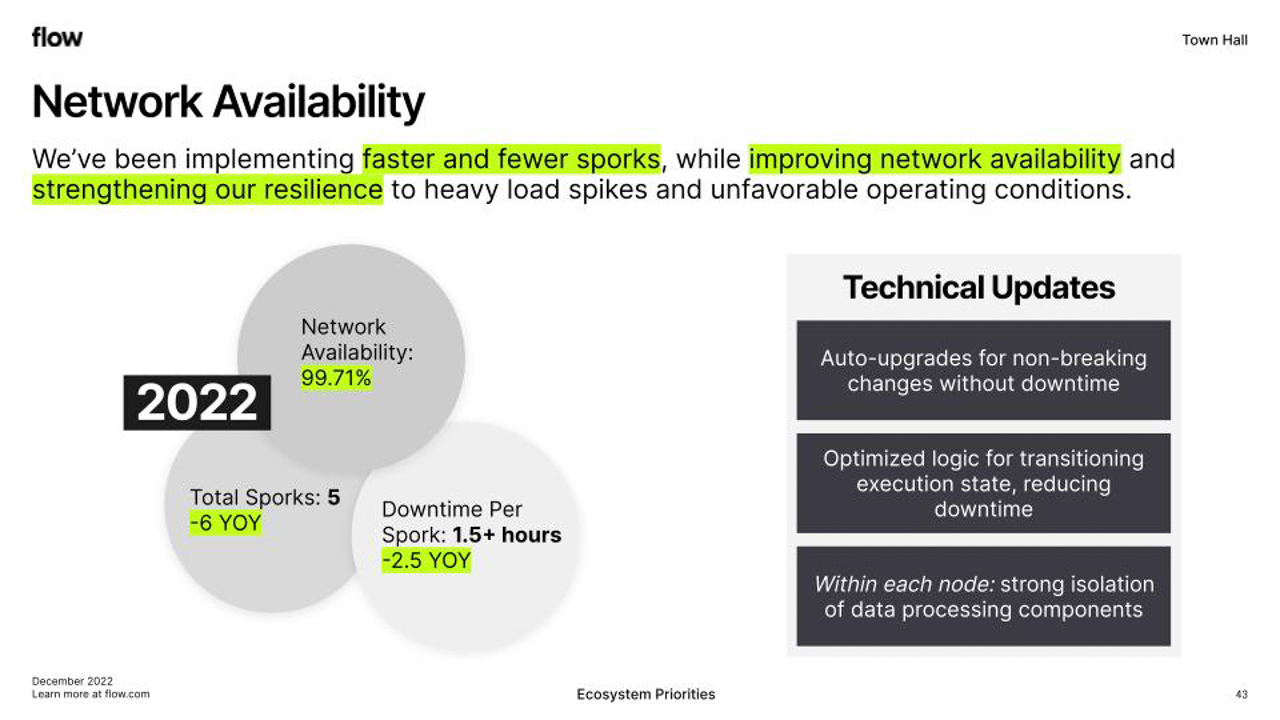 flow
Town Hall
Network Availability
We’ve been implementing faster and fewer sporks, while improving network availability and
strengthening our resilience to heavy load spikes and unfavorable operating conditions.
Network
Availability:
99.71%
2022
Total Sporks: 5
-6 YOY
Downtime Per
Spork: 1.5+ hours
-2.5 YOY
Technical Updates
Auto-upgrades for non-breaking
changes without downtime
Optimized logic for transitioning
execution state, reducing
downtime
Within each node: strong isolation
of data processing components
December 2022
Learn more at flow.com
Ecosystem Priorities
43